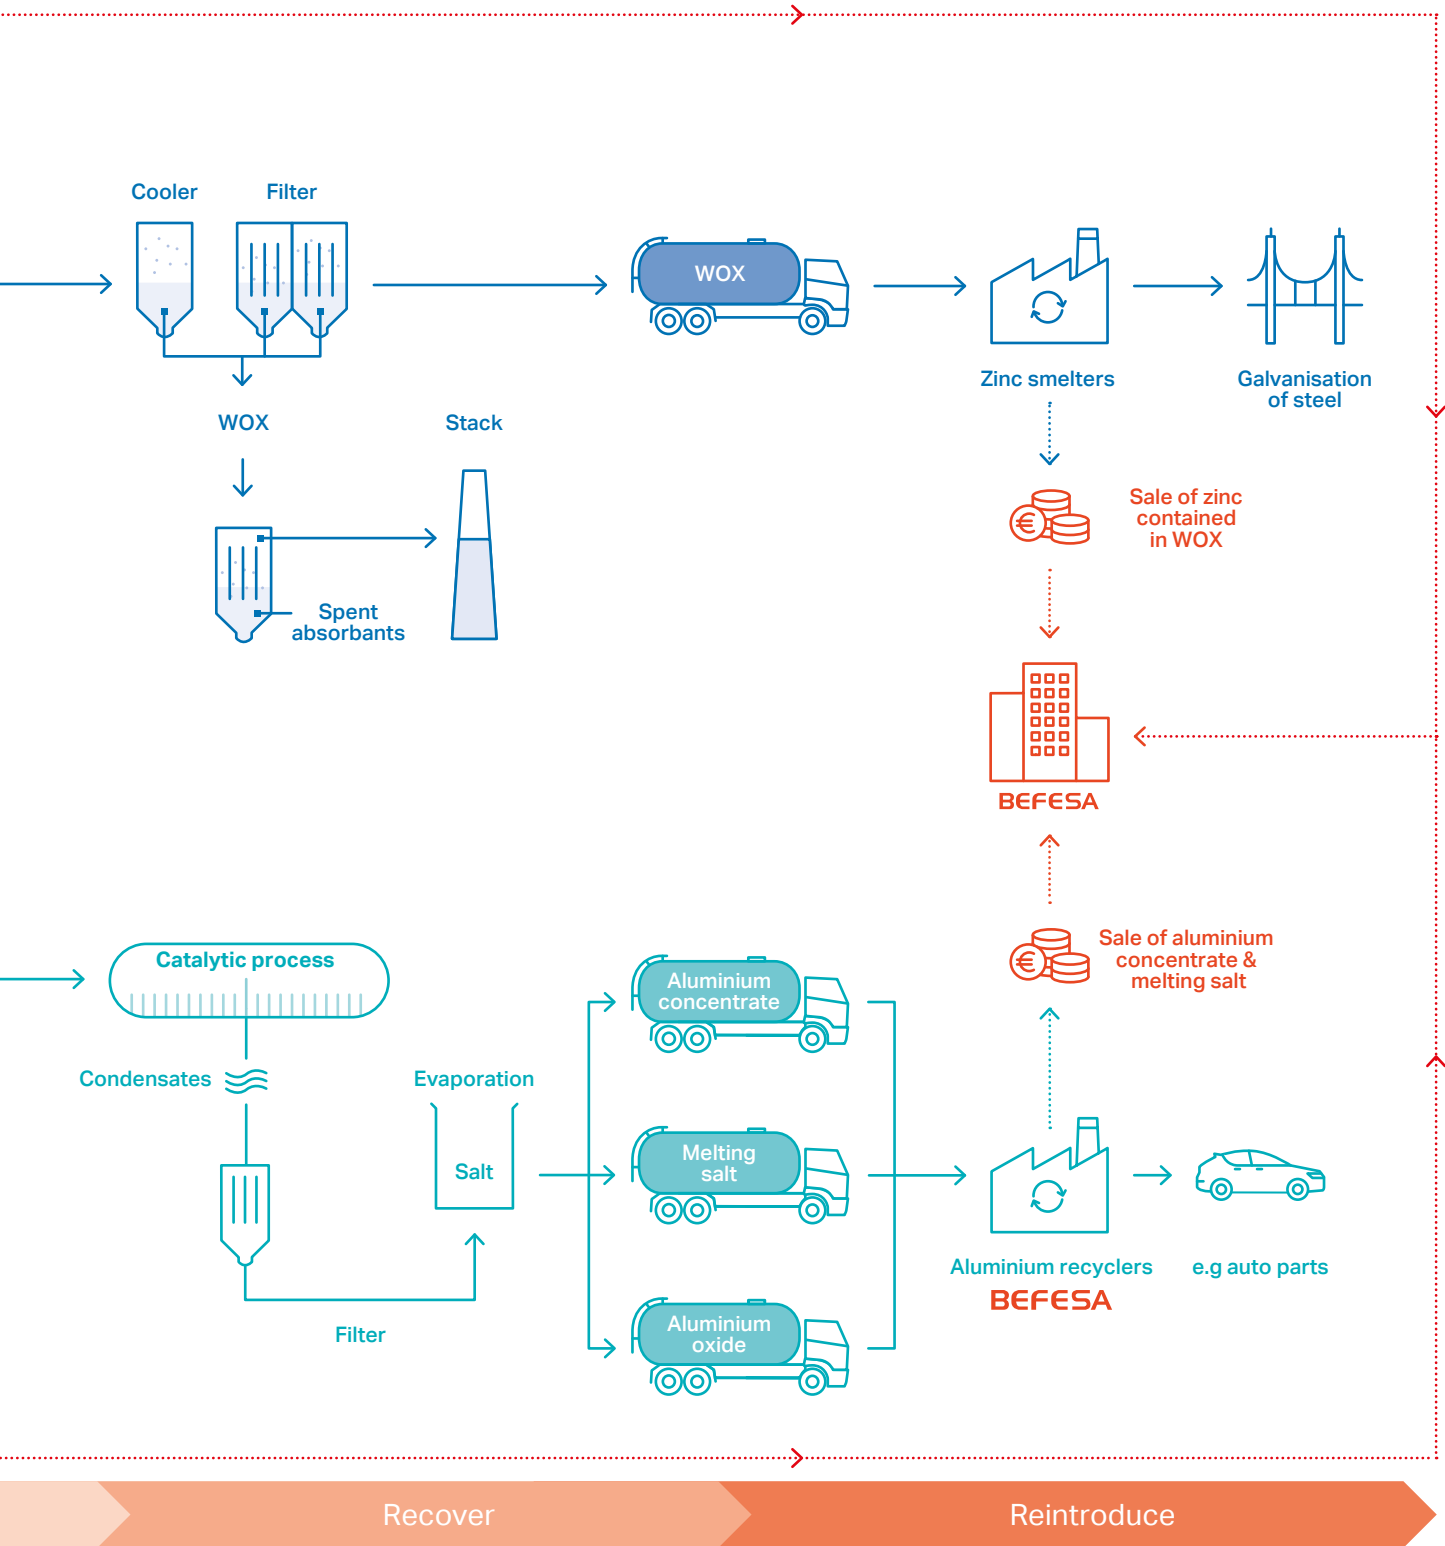 Cooler
Filter
WOX
WOX
Stack
Spent
absorbants
Zinc smelters
Galvanisation
of steel
€
Sale of zinc
contained
in WOX
BEFESA
€
Sale of aluminium
concentrate &
melting salt
Catalytic process
Condensates
Evaporation
Salt
Filter
Aluminium
concentrate
Melting
salt
Aluminium
oxide
Aluminium recyclers
BEFESA
e.g auto parts
Recover
Reintroduce